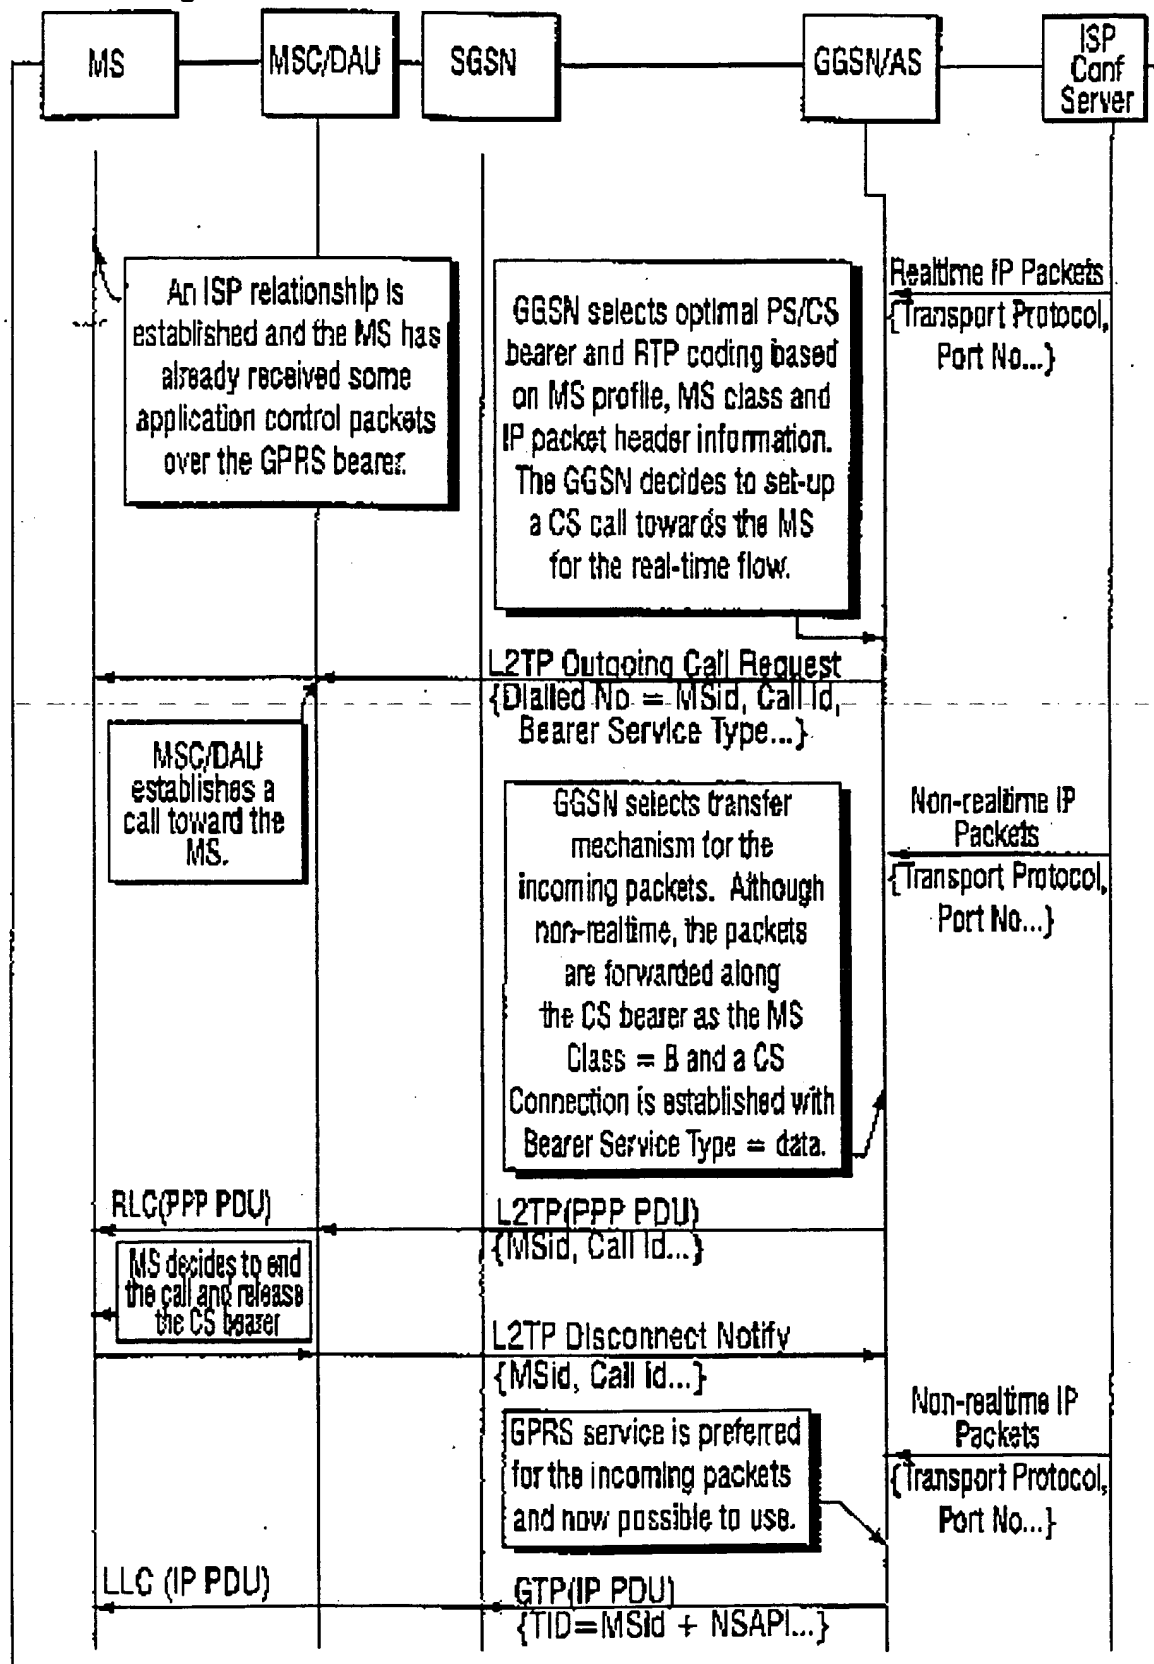 MS
MSC/DAU
SGSN
GGSN/AS
ISP
Conf
Server
An ISP relationship is
established and the MS has
already received some
application control packets
over the GPRS bearer.
GGSN selects optimal PS/CS
bearer and RTP coding based
on MS profile, MS class and
IP packet header information.
The GGSN decides to set-up
a CS call towards the MS
for the real-time flow.
Realtime IP Packets
{Transport Protocol,
Port No...}
L2TP Outgoing Call Request
{Dialled No = MSid, Call Id,
Bearer Service Type...}
MSC/DAU
establishes a
call toward the
MS.
GGSN selects transfer
mechanism for the
incoming packets. Although
non-realtime, the packets
are forwarded along
the CS bearer as the MS
Class = B and a CS
Connection is established with
Bearer Service Type = data.
Non-realtime IP
Packets
{Transport Protocol,
Port No...}
RLC(PPP PDU)
L2TP(PPP PDU)
{MSid, Call Id...}
MS decides to end
the call and release
the CS bearer
L2TP Disconnect Notify
{MSid, Call Id...}
GPRS service is preferred
for the incoming packets
and now possible to use.
Non-realtime IP
Packets
{Transport Protocol,
Port No...}
LLC (IP PDU)
GTP(IP PDU)
{TID=MSid + NSAPI...}